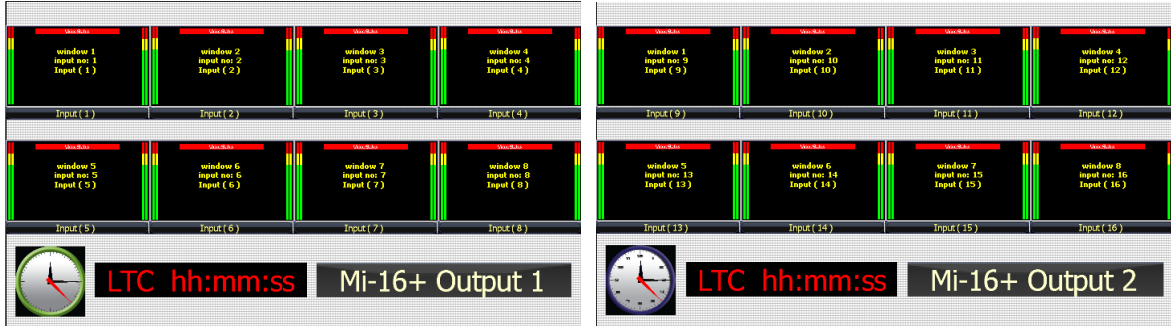 window 1
input no: 1
Input ( 1 )
window 2
input no: 2
Input ( 2 )
window 3
input no: 3
Input ( 3 )
window 4
input no: 4
Input ( 4 )
Input ( 1 )
Input ( 2 )
Input ( 3 )
Input ( 4 )
window 5
input no: 5
Input ( 5 )
window 6
input no: 6
Input ( 6 )
window 7
input no: 7
Input ( 7 )
window 8
input no: 8
Input ( 8 )
Input ( 5 )
Input ( 6 )
Input ( 7 )
Input ( 8 )
LTC hh:mm:ss
Mi-16+ Output 1
window 1
input no: 9
Input ( 9 )
window 2
input no: 10
Input ( 10 )
window 3
input no: 11
Input ( 11 )
window 4
input no: 12
Input ( 12 )
Input ( 9 )
Input ( 10 )
Input ( 11 )
Input ( 12 )
window 5
input no: 13
Input ( 13 )
window 6
input no: 14
Input ( 14 )
window 7
input no: 15
Input ( 15 )
window 8
input no: 16
Input ( 16 )
Input ( 13 )
Input ( 14 )
Input ( 15 )
Input ( 16 )
LTC hh:mm:ss
Mi-16+ Output 2